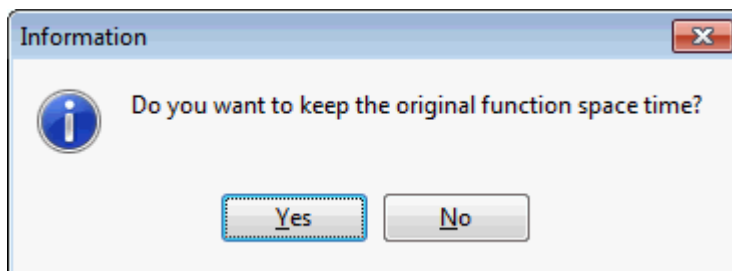 Information
Do you want to keep the original function space time?
Yes No